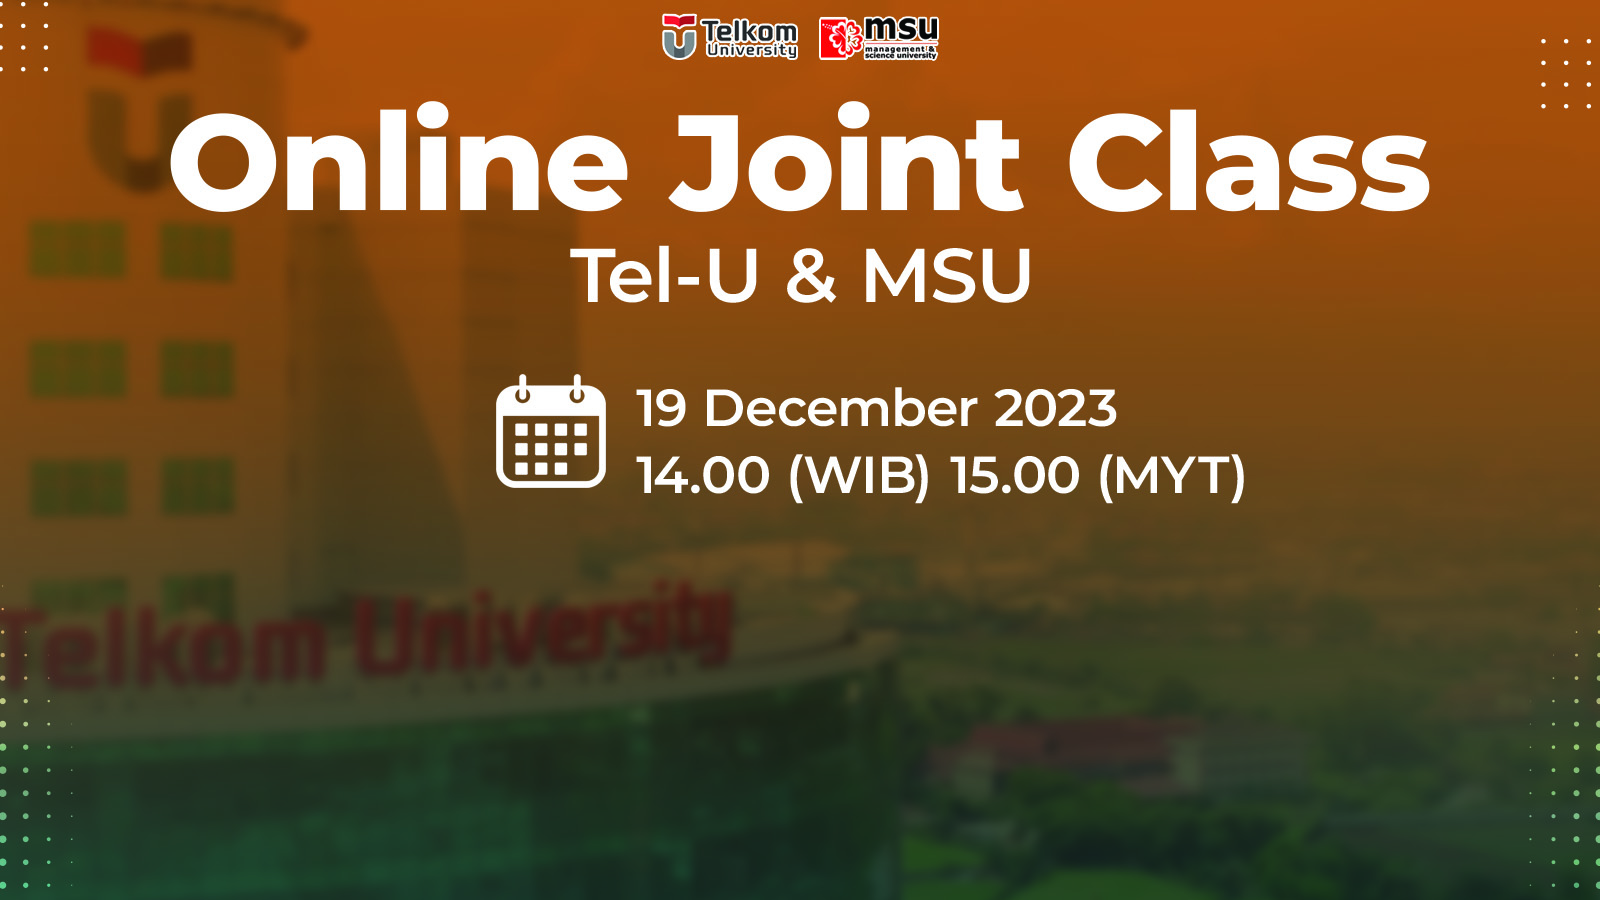 Telkom University
msu
management & science university
Online Joint Class
Tel-U & MSU
19 December 2023
14.00 (WIB) 15.00 (MYT)
Telkom University